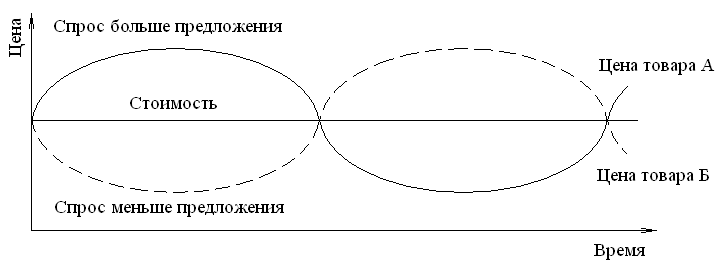 Цена
Спрос больше предложения
Цена товара А
Стоимость
Цена товара Б
Спрос меньше предложения
Время